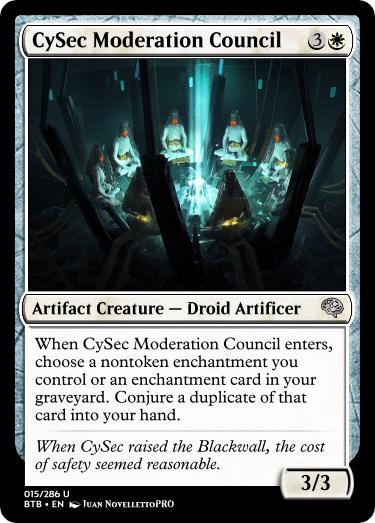 CySec Moderation Council 3
Artifact Creature — Droid Artificer
When CySec Moderation Council enters,
choose a nontoken enchantment you
control or an enchantment card in your
graveyard. Conjure a duplicate of that
card into your hand.
When CySec raised the Blackwall, the cost
of safety seemed reasonable.
3/3
015/286 U
BTB • EN Juan NovellettoPRO